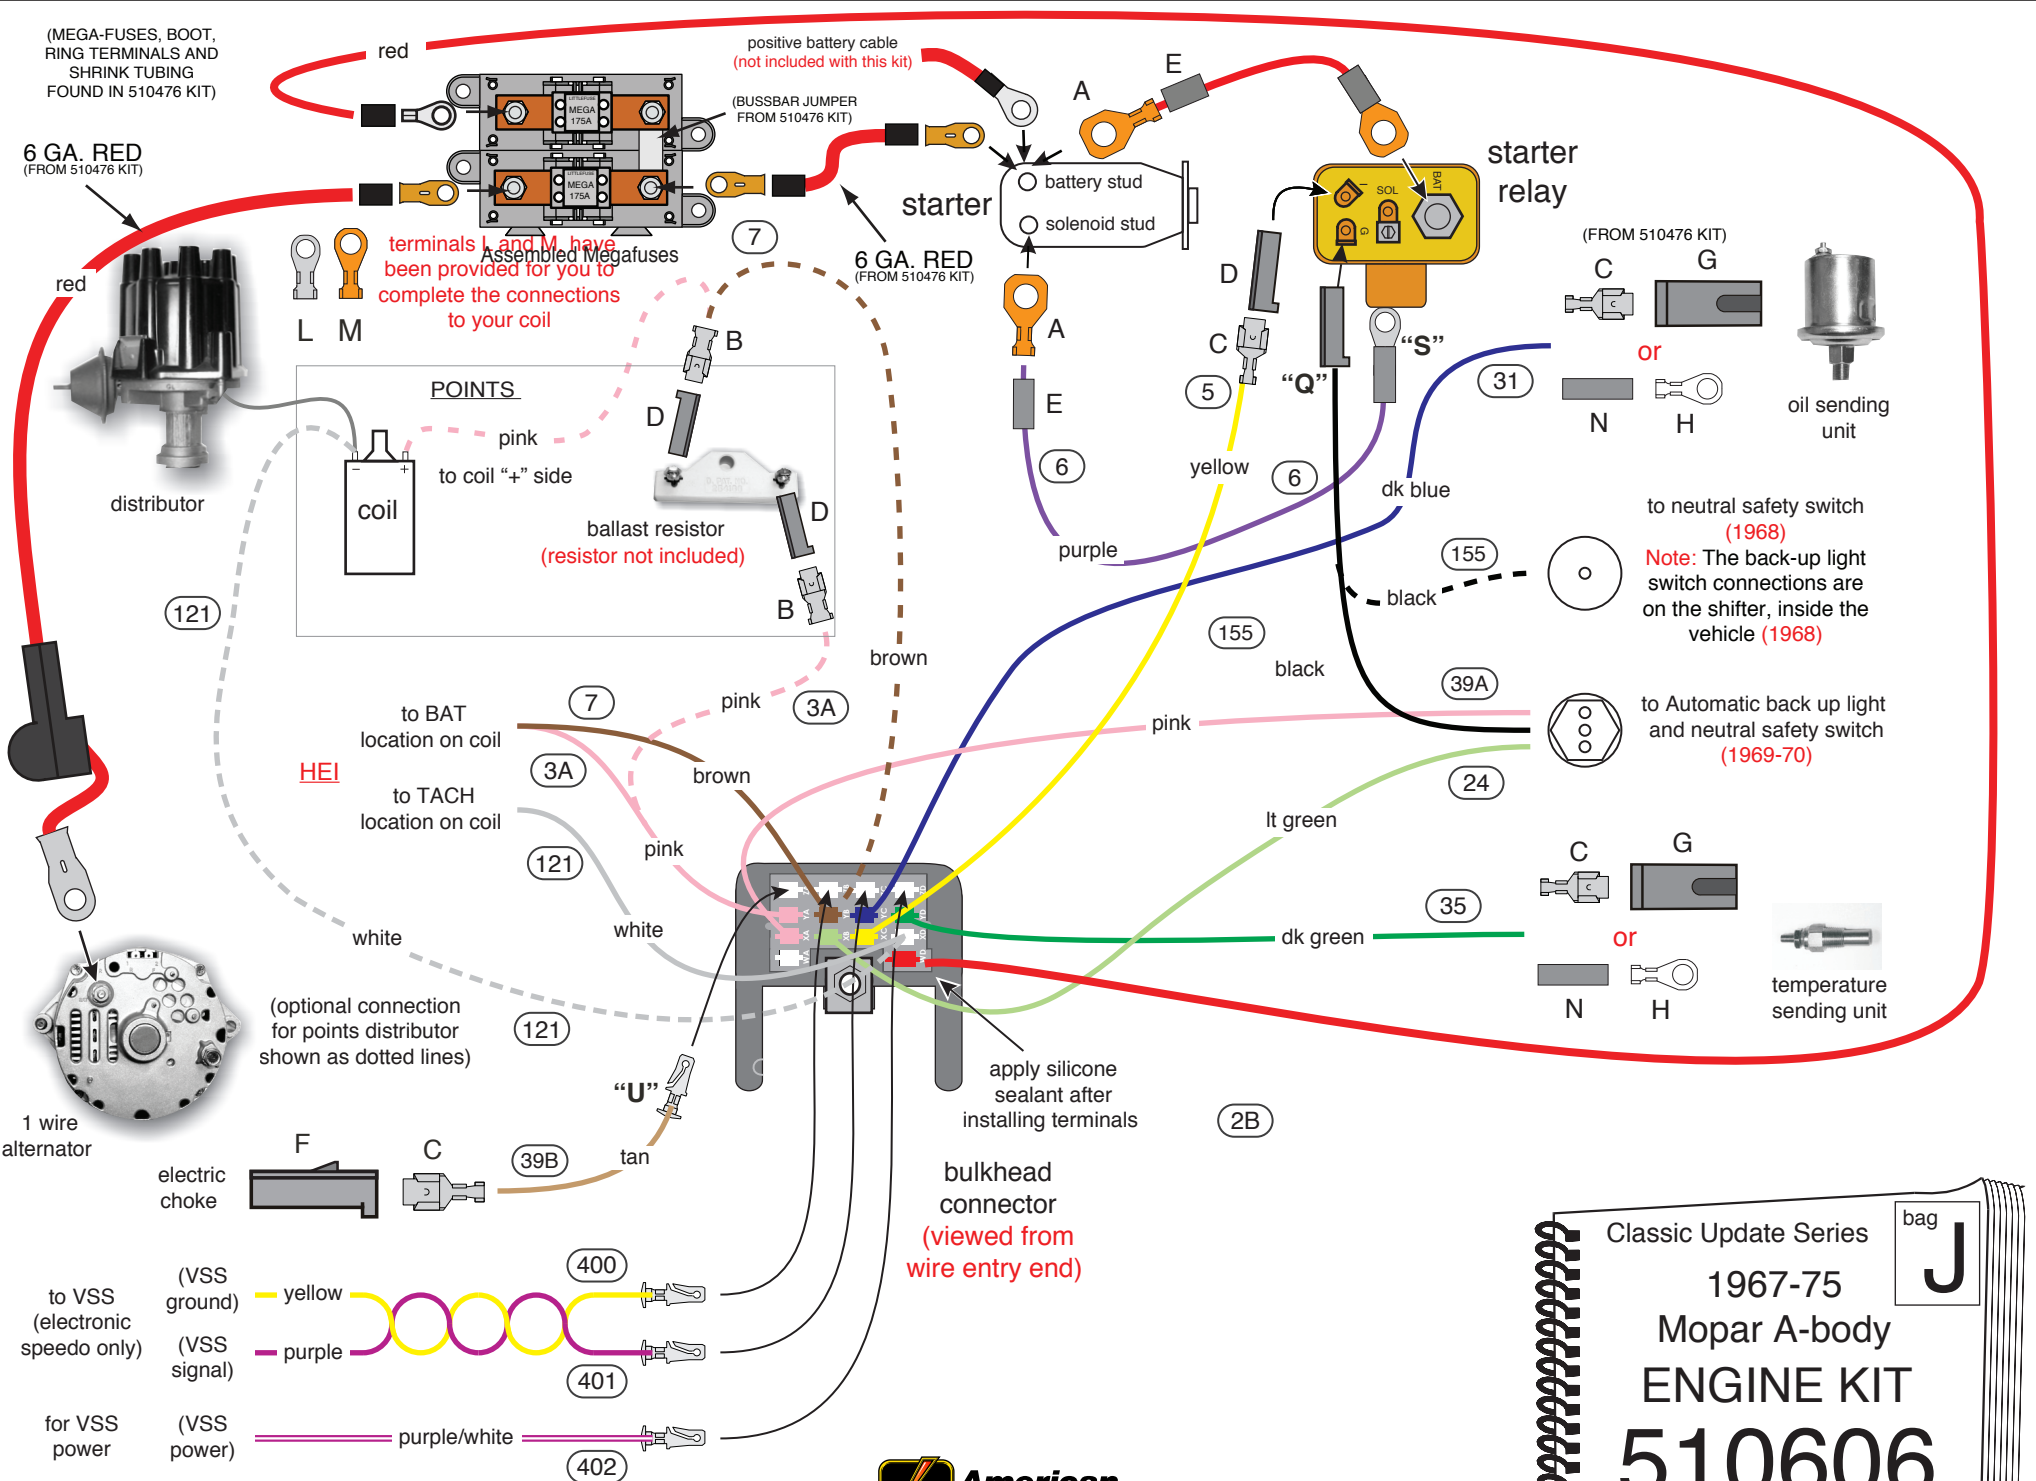 (MEGA-FUSES, BOOT,
RING TERMINALS AND
SHRINK TUBING
FOUND IN 510476 KIT)
red
positive battery cable
(not included with this kit)
(BUSSBAR JUMPER
FROM 510476 KIT)
LITTLEFUSE
MEGA
175A
LITTLEFUSE
MEGA
175A
Assembled Megafuses
6 GA. RED
(FROM 510476 KIT)
red
L
M
terminals L and M have
been provided for you to
complete the connections
to your coil
7
6 GA. RED
(FROM 510476 KIT)
A
E
starter
battery stud
solenoid stud
starter
relay
I
SOL
BAT
G
D
C
5
"Q"
"S"
A
E
6
6
purple
yellow
dk blue
31
(FROM 510476 KIT)
C
G
or
N
H
oil sending
unit
distributor
POINTS
pink
to coil "+" side
–
+
coil
B
D
ballast resistor
(resistor not included)
D
B
121
brown
pink
3A
155
black
to neutral safety switch
(1968)
Note: The back-up light
switch connections are
on the shifter, inside the
vehicle (1968)
155
black
39A
pink
to Automatic back up light
and neutral safety switch
(1969-70)
24
lt green
HEI
to BAT
location on coil
7
3A
brown
to TACH
location on coil
121
pink
white
white
121
C
G
35
dk green
or
N
H
temperature
sending unit
(optional connection
for points distributor
shown as dotted lines)
1 wire
alternator
"U"
apply silicone
sealant after
installing terminals
2B
electric
choke
F
C
39B
tan
bulkhead
connector
(viewed from
wire entry end)
to VSS
(electronic
speedo only)
(VSS
ground)
yellow
400
(VSS
signal)
purple
401
for VSS
power
(VSS
power)
purple/white
402
American
Classic Update Series
bag
J
1967-75
Mopar A-body
ENGINE KIT
510606